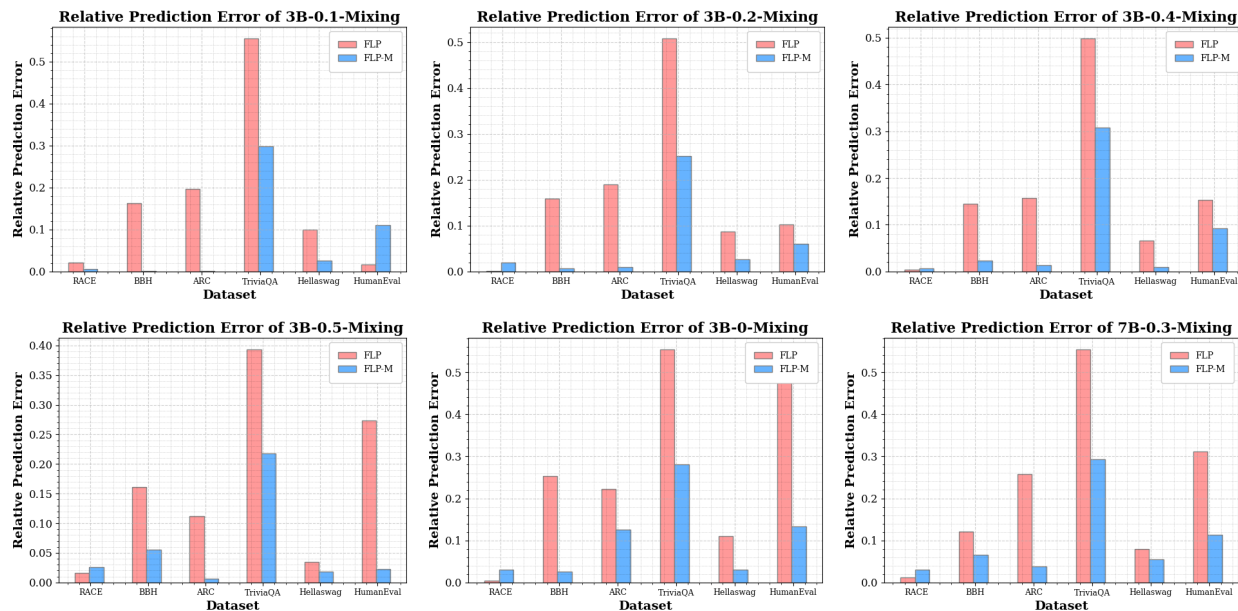 Relative Prediction Error of 3B-0.1-Mixing
Relative Prediction Error
0.5
0.4
0.3
0.2
0.1
0.0
FLP
FLP-M
RACE
BBH
ARC
TriviaQA
Hellaswag
HumanEval
Dataset
Relative Prediction Error of 3B-0.2-Mixing
Relative Prediction Error
0.5
0.4
0.3
0.2
0.1
0.0
FLP
FLP-M
RACE
BBH
ARC
TriviaQA
Hellaswag
HumanEval
Dataset
Relative Prediction Error of 3B-0.4-Mixing
Relative Prediction Error
0.5
0.4
0.3
0.2
0.1
0.0
FLP
FLP-M
RACE
BBH
ARC
TriviaQA
Hellaswag
HumanEval
Dataset
Relative Prediction Error of 3B-0.5-Mixing
Relative Prediction Error
0.40
0.35
0.30
0.25
0.20
0.15
0.10
0.05
0.00
FLP
FLP-M
RACE
BBH
ARC
TriviaQA
Hellaswag
HumanEval
Dataset
Relative Prediction Error of 3B-0-Mixing
Relative Prediction Error
0.5
0.4
0.3
0.2
0.1
0.0
FLP
FLP-M
RACE
BBH
ARC
TriviaQA
Hellaswag
HumanEval
Dataset
Relative Prediction Error of 7B-0.3-Mixing
Relative Prediction Error
0.5
0.4
0.3
0.2
0.1
0.0
FLP
FLP-M
RACE
BBH
ARC
TriviaQA
Hellaswag
HumanEval
Dataset